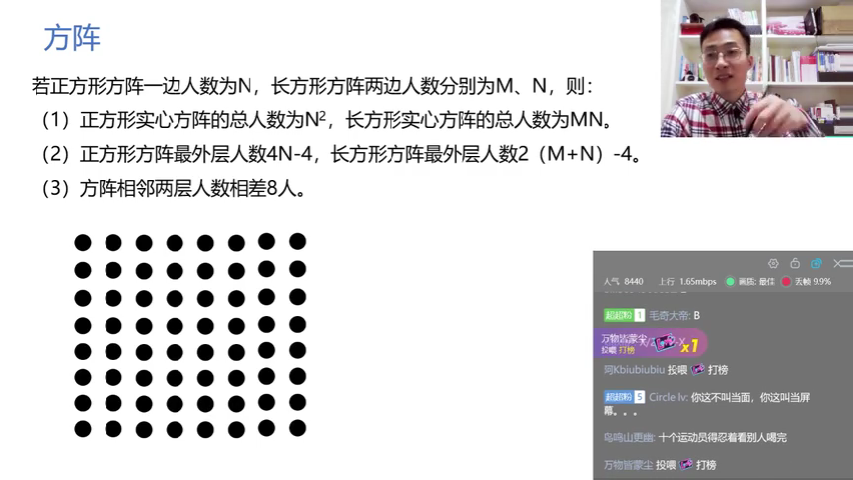 方阵
若正方形方阵一边人数为N，长方形方阵两边人数分别为M、N，则：
（1）正方形实心方阵的总人数为N²，长方形实心方阵的总人数为MN。
（2）正方形方阵最外层人数4N-4，长方形方阵最外层人数2（M+N）-4。
（3）方阵相邻两层人数相差8人。
人气 8440 上行 1.65mbps 画质: 最佳 丢帧 9.9%
超超粉 1 毛奇大帝: B
万物皆蒙尘
投喂 打榜
x1
珂Kbiubiubiu 投喂 打榜
超超粉 5 Circle lv: 你这不叫当面，你这叫当屏
幕。。。
鸟鸣山更幽: 十个运动员得忍着看别人喝完
万物皆蒙尘 投喂 打榜